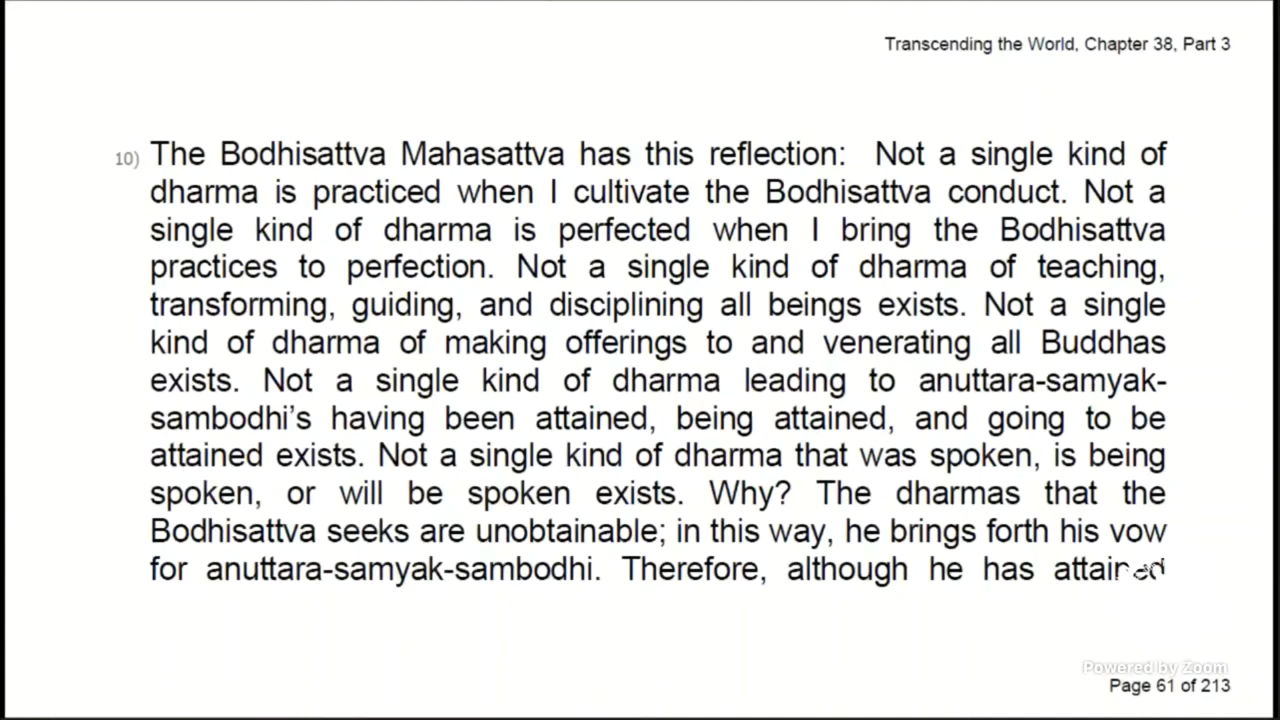 Transcending the World, Chapter 38, Part 3
10) The Bodhisattva Mahasattva has this reflection: Not a single kind of
dharma is practiced when I cultivate the Bodhisattva conduct. Not a
single kind of dharma is perfected when I bring the Bodhisattva
practices to perfection. Not a single kind of dharma of teaching,
transforming, guiding, and disciplining all beings exists. Not a single
kind of dharma of making offerings to and venerating all Buddhas
exists. Not a single kind of dharma leading to anuttara-samyak-
sambodhi's having been attained, being attained, and going to be
attained exists. Not a single kind of dharma that was spoken, is being
spoken, or will be spoken exists. Why? The dharmas that the
Bodhisattva seeks are unobtainable; in this way, he brings forth his vow
for anuttara-samyak-sambodhi. Therefore, although he has attained
Powered by Zoom
Page 61 of 213